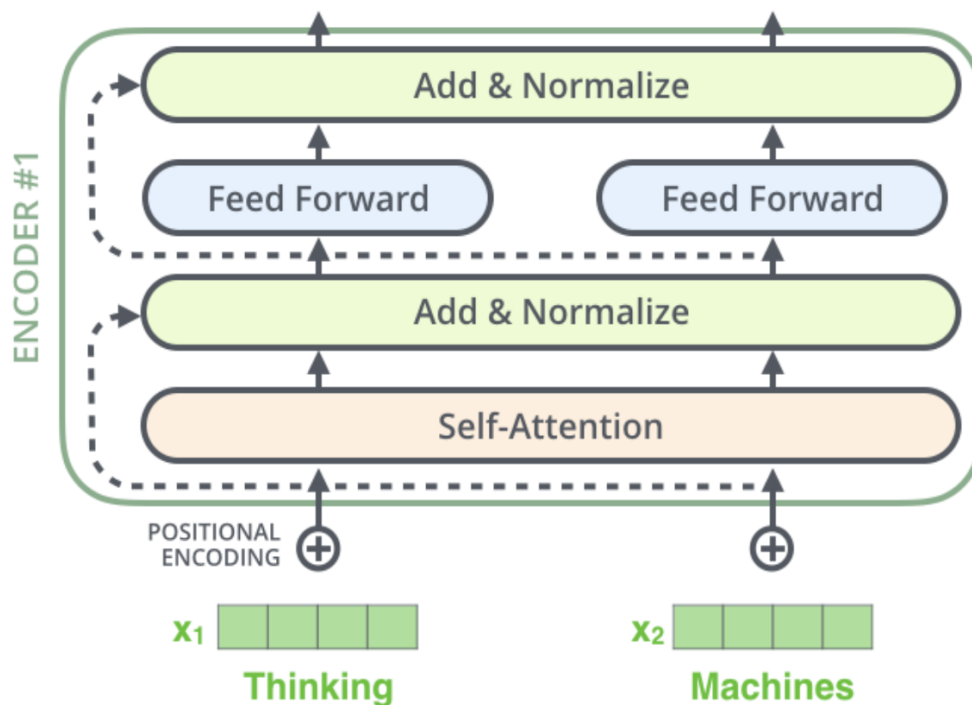 ENCODER #1
Add & Normalize
Feed Forward
Feed Forward
Add & Normalize
Self-Attention
POSITIONAL
ENCODING
x₁
x₂
Thinking
Machines